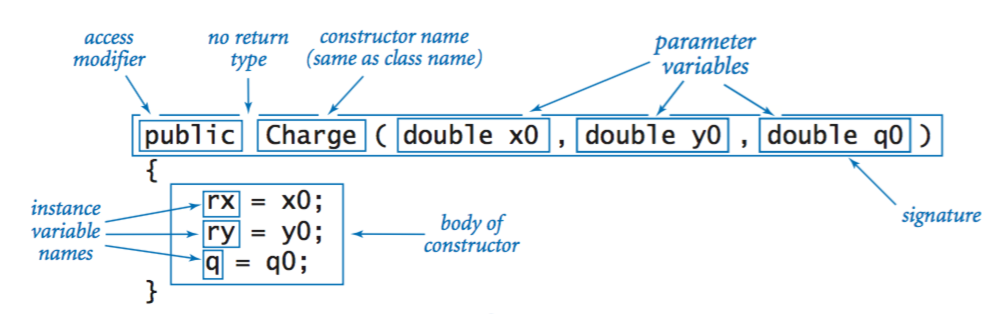 access
modifier
no return
type
constructor name
(same as class name)
parameter
variables
public Charge ( double x0 , double y0 , double q0 )
{
rx = x0;
ry = y0;
q = q0;
}
instance
variable
names
body of
constructor
signature